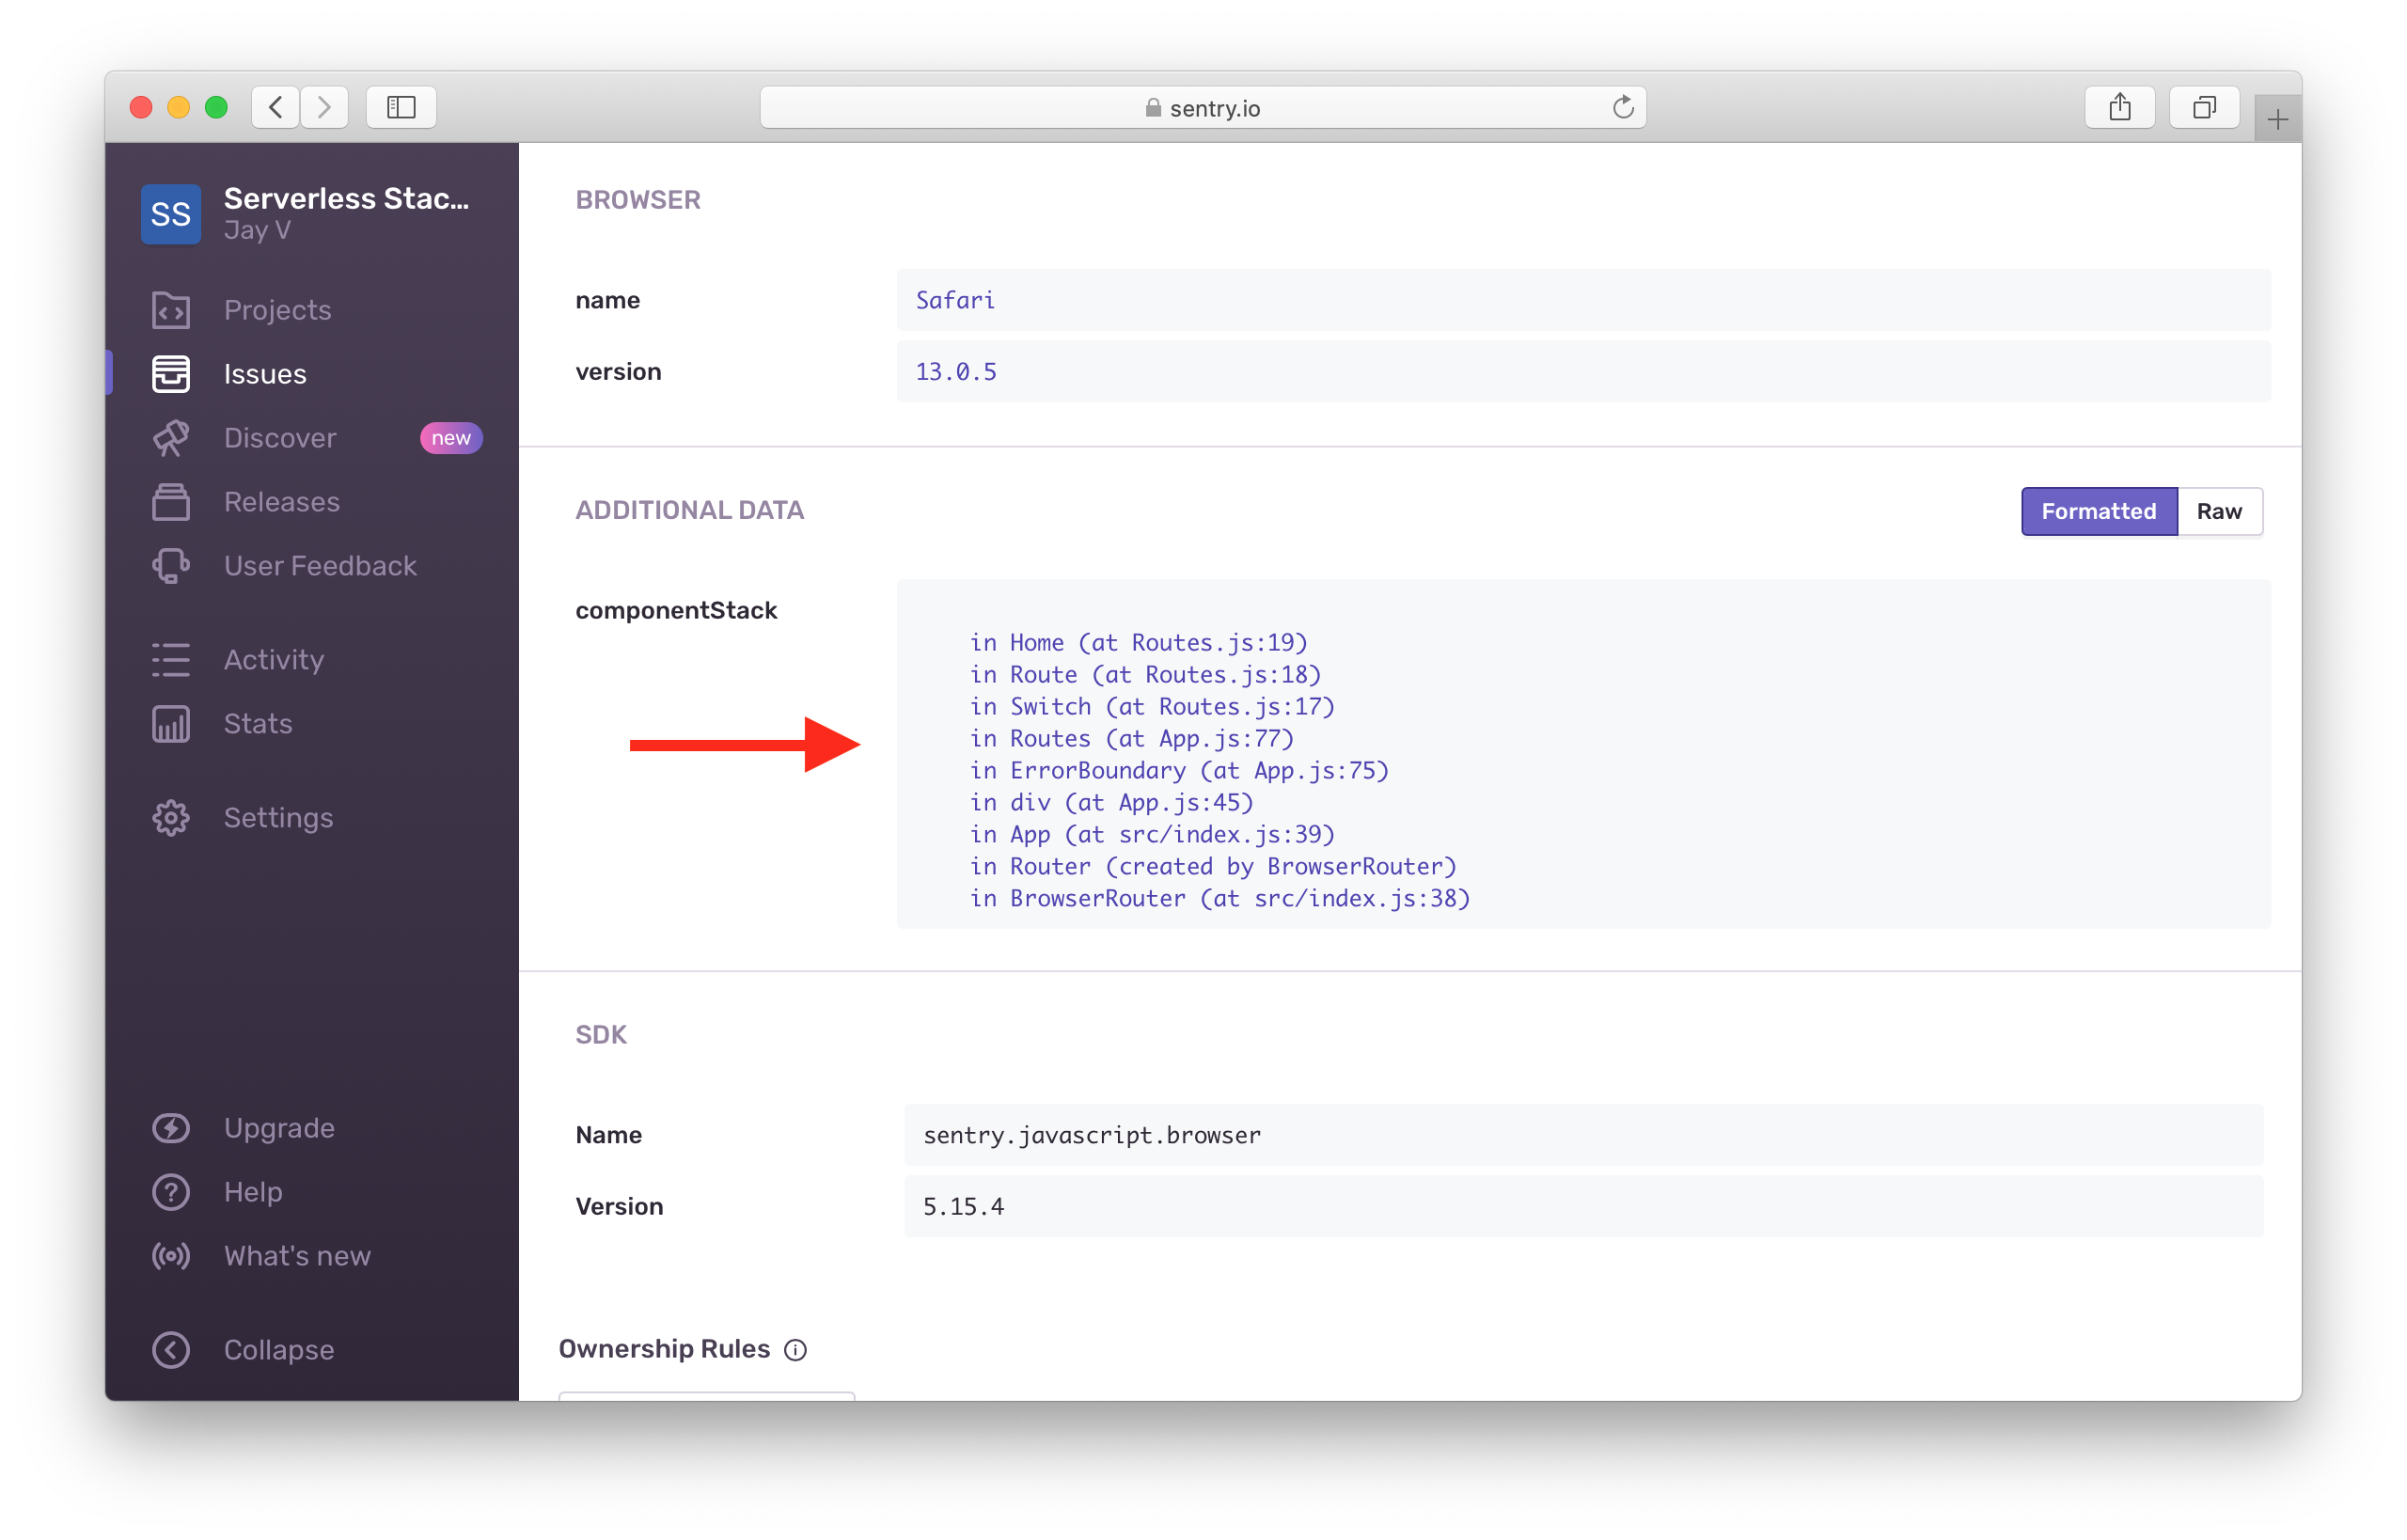 sentry.io
SS
Serverless Stac...
Jay V
Projects
Issues
Discover
new
Releases
User Feedback
Activity
Stats
Settings
Upgrade
Help
What's new
Collapse
BROWSER
name
Safari
version
13.0.5
ADDITIONAL DATA
Formatted
Raw
componentStack
in Home (at Routes.js:19)
in Route (at Routes.js:18)
in Switch (at Routes.js:17)
in Routes (at App.js:77)
in ErrorBoundary (at App.js:75)
in div (at App.js:45)
in App (at src/index.js:39)
in Router (created by BrowserRouter)
in BrowserRouter (at src/index.js:38)
SDK
Name
sentry.javascript.browser
Version
5.15.4
Ownership Rules